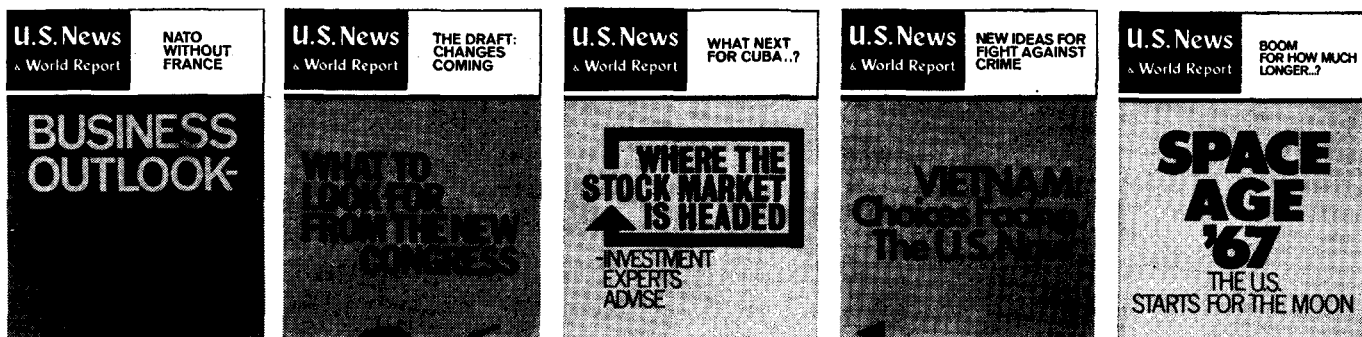 U.S. News
& World Report
NATO
WITHOUT
FRANCE
BUSINESS
OUTLOOK-
U.S. News
& World Report
THE DRAFT:
CHANGES
COMING
WHAT TO
LOOK FOR
FROM THE NEW
CONGRESS
U.S. News
& World Report
WHAT NEXT
FOR CUBA..?
WHERE THE
STOCK MARKET
IS HEADED
-INVESTMENT
EXPERTS
ADVISE
U.S. News
& World Report
NEW IDEAS FOR
FIGHT AGAINST
CRIME
VIETNAM:
Choices Facing
The U.S. Now
U.S. News
& World Report
BOOM
FOR HOW MUCH
LONGER...?
SPACE
AGE
'67
THE U.S.
STARTS FOR THE MOON